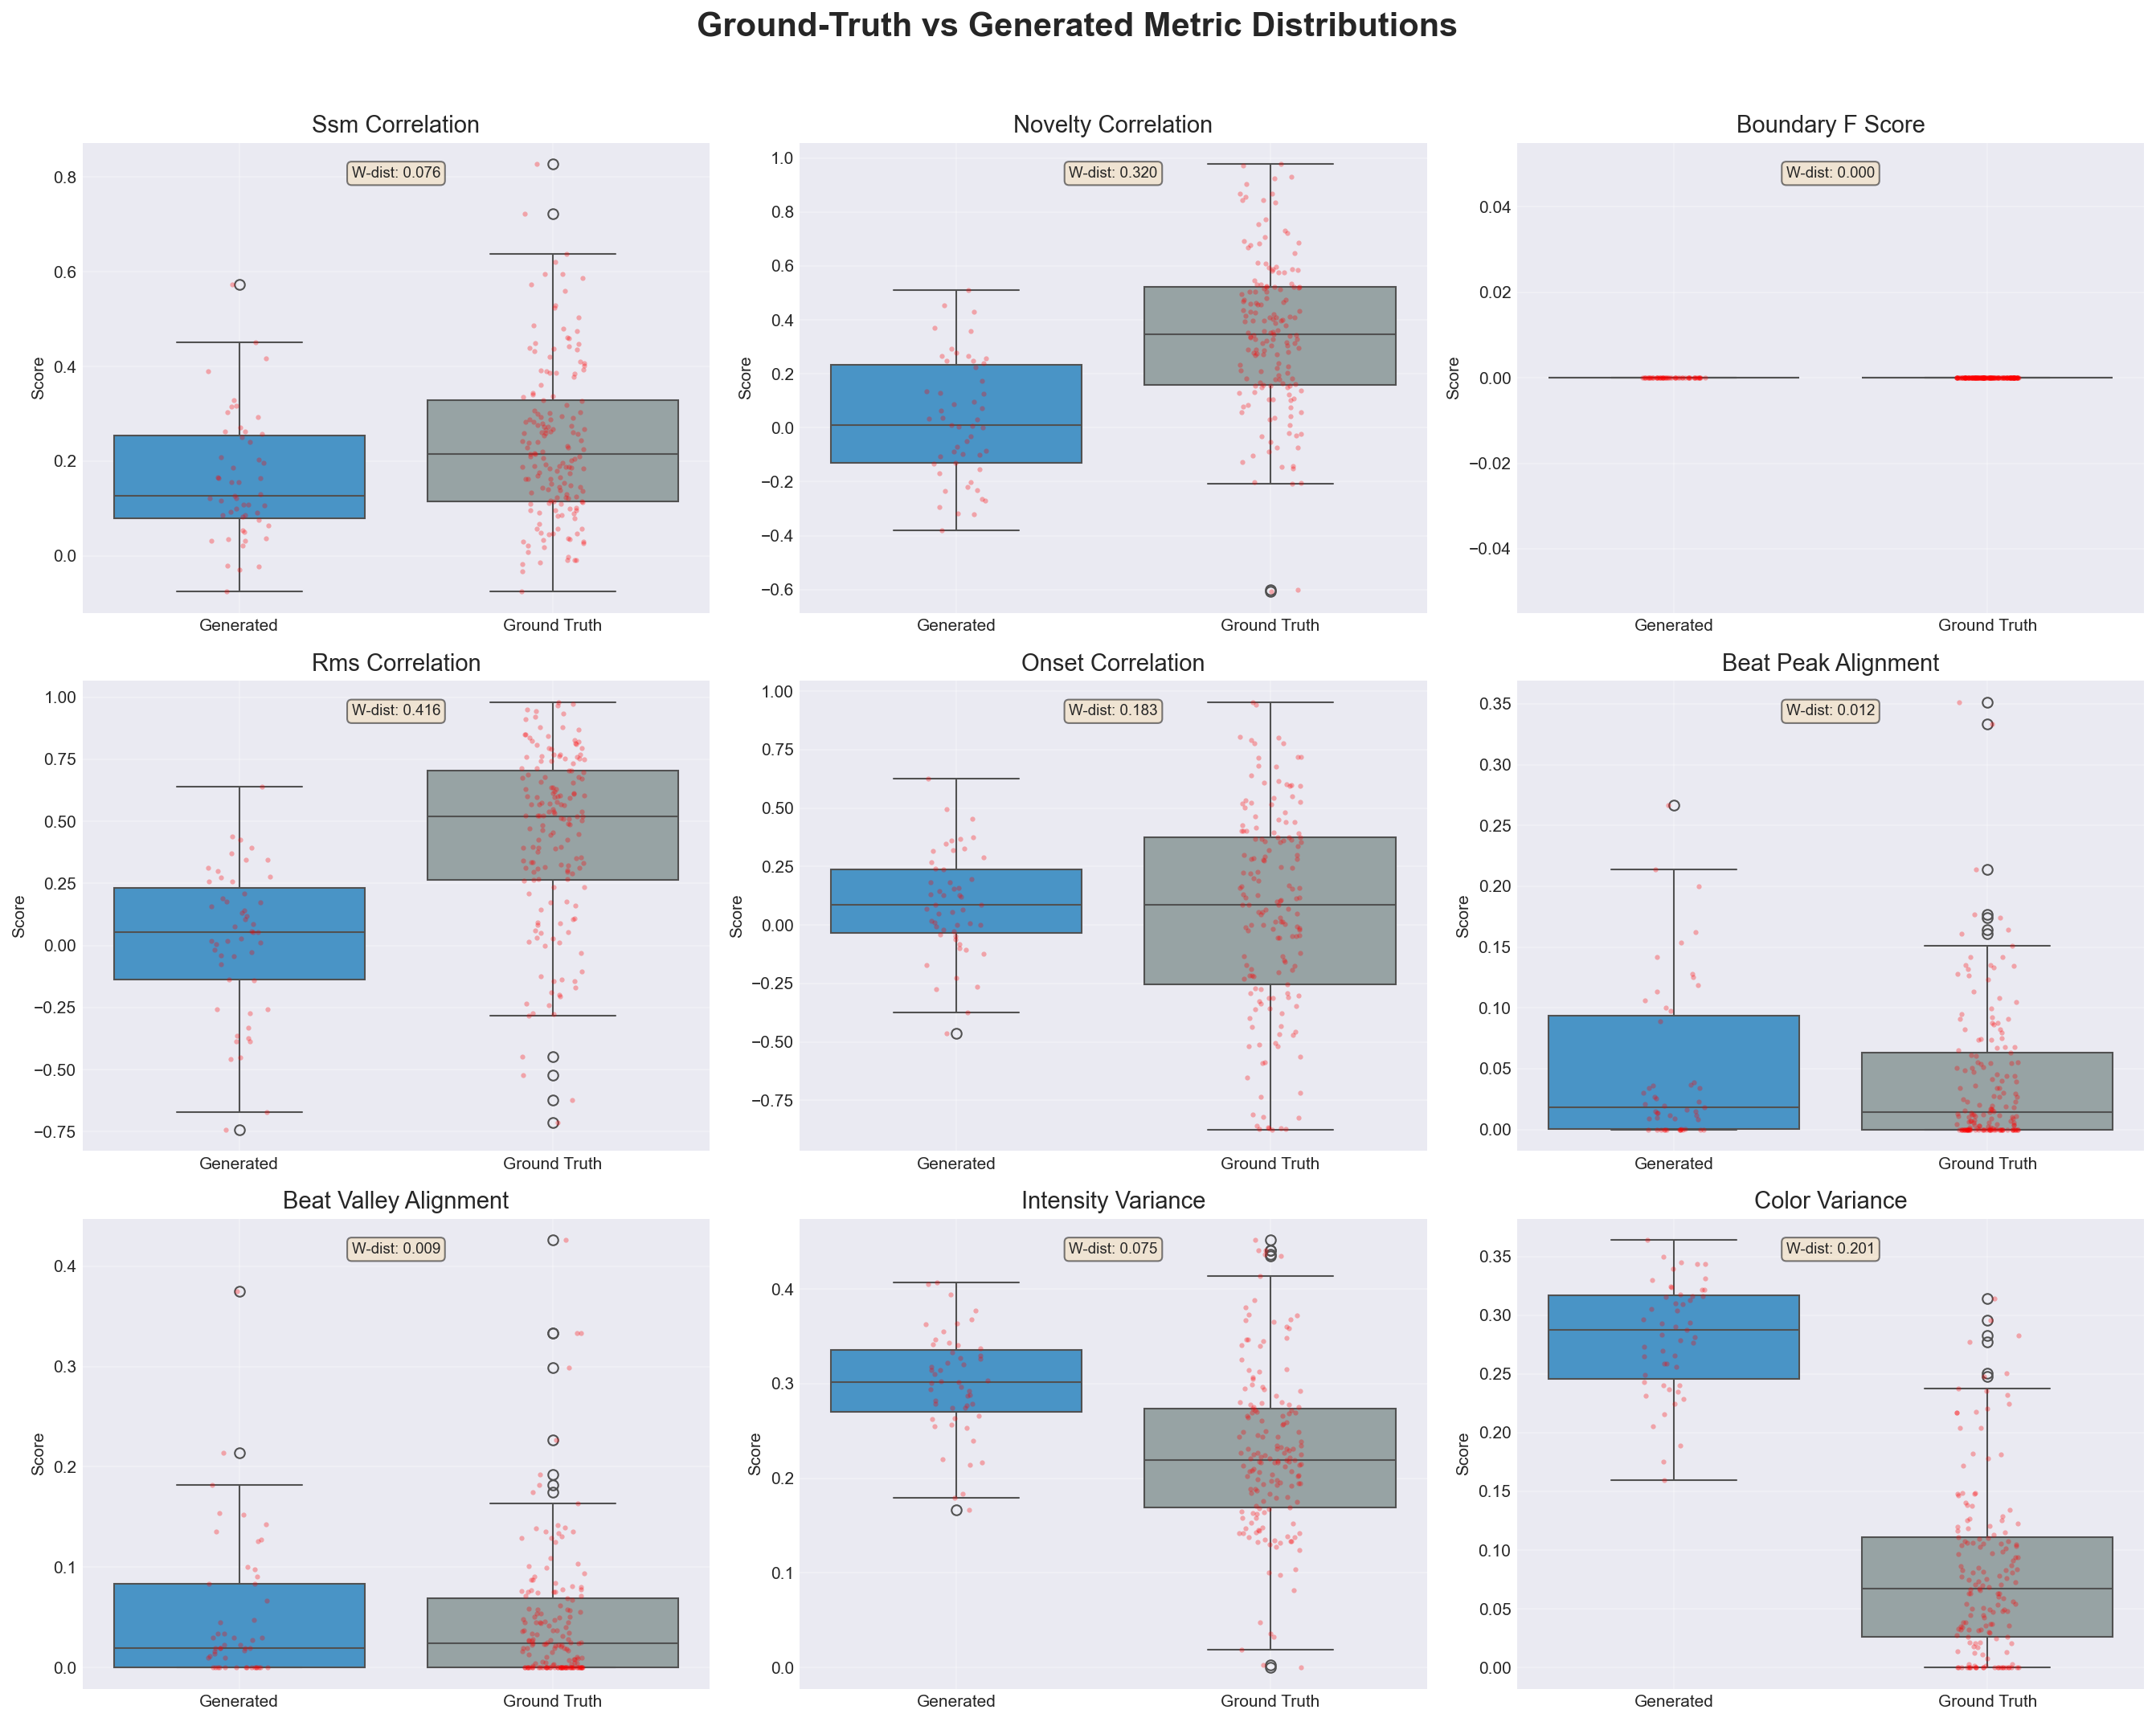 Ground-Truth vs Generated Metric Distributions
Ssm Correlation
W-dist: 0.076
Score
0.8
0.6
0.4
0.2
0.0
Generated
Ground Truth
Novelty Correlation
W-dist: 0.320
Score
1.0
0.8
0.6
0.4
0.2
0.0
−0.2
−0.4
−0.6
Generated
Ground Truth
Boundary F Score
W-dist: 0.000
Score
0.04
0.02
0.00
−0.02
−0.04
Generated
Ground Truth
Rms Correlation
W-dist: 0.416
Score
1.00
0.75
0.50
0.25
0.00
−0.25
−0.50
−0.75
Generated
Ground Truth
Onset Correlation
W-dist: 0.183
Score
1.00
0.75
0.50
0.25
0.00
−0.25
−0.50
−0.75
Generated
Ground Truth
Beat Peak Alignment
W-dist: 0.012
Score
0.35
0.30
0.25
0.20
0.15
0.10
0.05
0.00
Generated
Ground Truth
Beat Valley Alignment
W-dist: 0.009
Score
0.4
0.3
0.2
0.1
0.0
Generated
Ground Truth
Intensity Variance
W-dist: 0.075
Score
0.4
0.3
0.2
0.1
0.0
Generated
Ground Truth
Color Variance
W-dist: 0.201
Score
0.35
0.30
0.25
0.20
0.15
0.10
0.05
0.00
Generated
Ground Truth